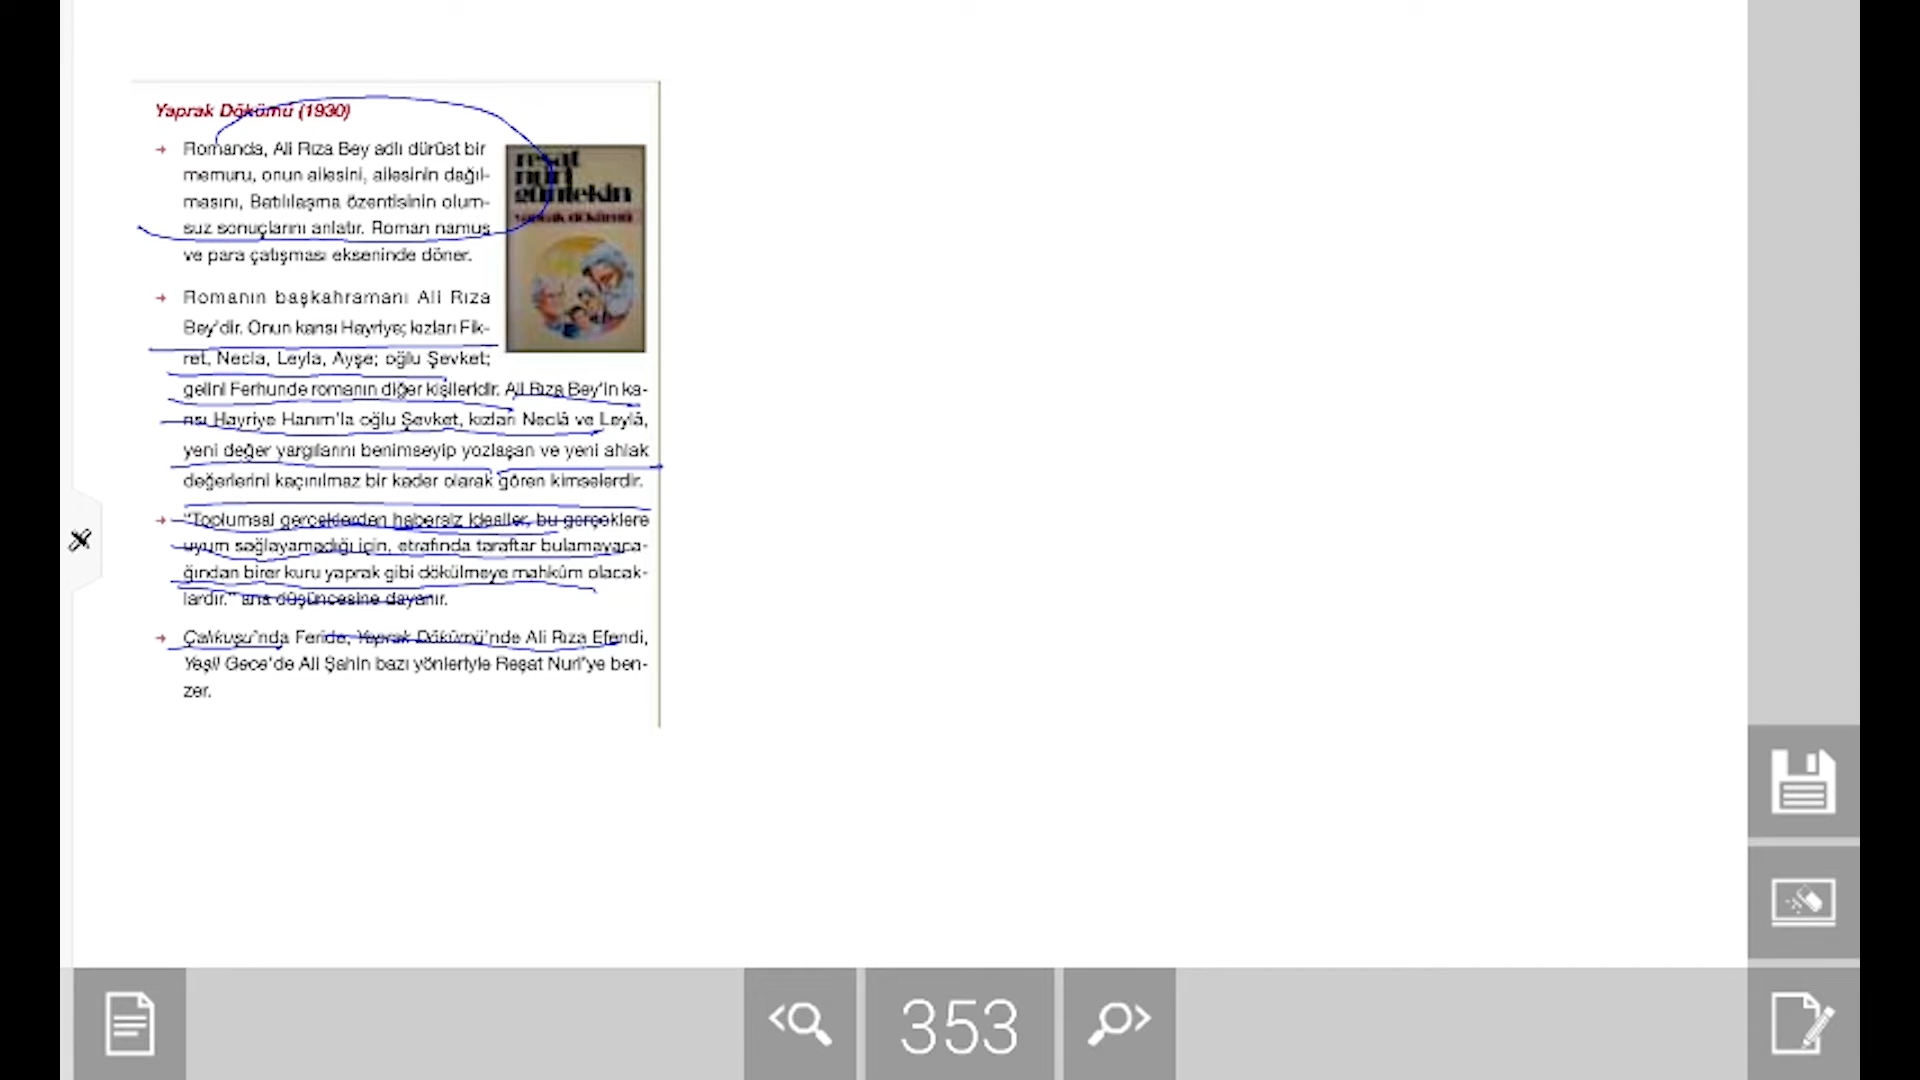 Yaprak Dökümü (1930)
→ Romanda, Ali Rıza Bey adlı dürüst bir
memuru, onun ailesini, ailesinin dağıl-
masını, Batılılaşma özentisinin olum-
suz sonuçlarını anlatır. Roman namus
ve para çatışması ekseninde döner.
reşat
nuri
güntekin
yaprak dökümü
→ Romanın başkahramanı Ali Rıza
Bey'dir. Onun karısı Hayriye; kızları Fik-
ret, Necla, Leyla, Ayşe; oğlu Şevket;
gelini Ferhunde romanın diğer kişileridir. Ali Rıza Bey'in ka-
rısı Hayriye Hanım'la oğlu Şevket, kızları Neclâ ve Leylâ,
yeni değer yargılarını benimseyip yozlaşan ve yeni ahlak
değerlerini kaçınılmaz bir kader olarak gören kimselerdir.
→ "Toplumsal gerçeklerden habersiz idealler, bu gerçeklere
uyum sağlayamadığı için, etrafında taraftar bulamayaca-
ğından birer kuru yaprak gibi dökülmeye mahkûm olacak-
lardır." ana düşüncesine dayanır.
→ Çalıkuşu'nda Feride, Yaprak Dökümü'nde Ali Rıza Efendi,
Yeşil Gece'de Ali Şahin bazı yönleriyle Reşat Nuri'ye ben-
zer.
353